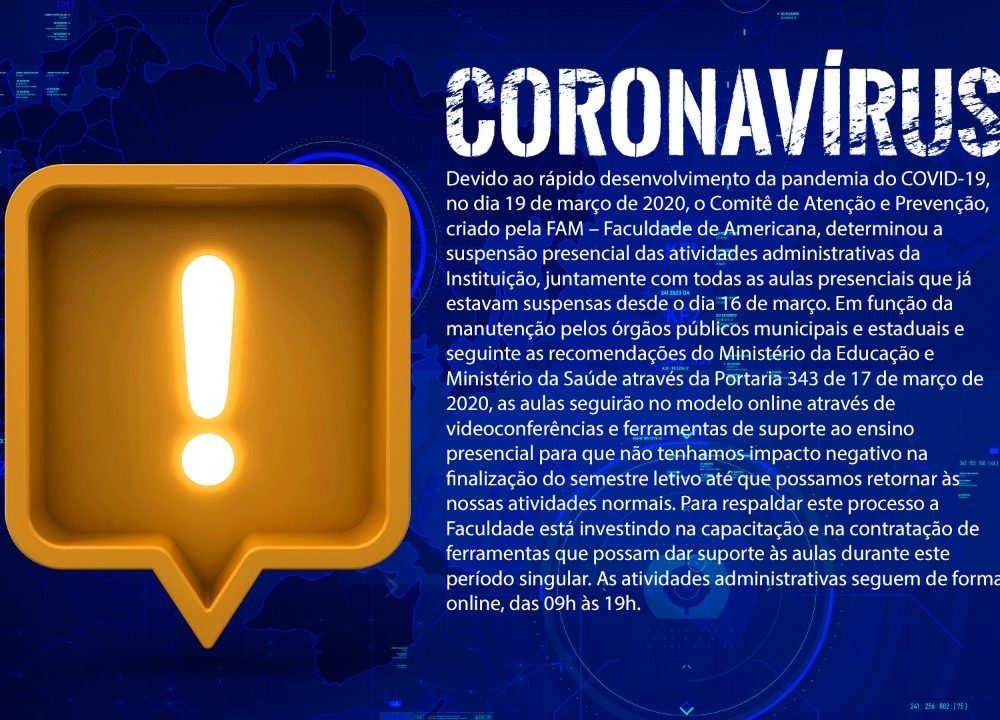 CORONAVÍRUS
Devido ao rápido desenvolvimento da pandemia do COVID-19,
no dia 19 de março de 2020, o Comitê de Atenção e Prevenção,
criado pela FAM – Faculdade de Americana, determinou a
suspensão presencial das atividades administrativas da
Instituição, juntamente com todas as aulas presenciais que já
estavam suspensas desde o dia 16 de março. Em função da
manutenção pelos órgãos públicos municipais e estaduais e
seguinte as recomendações do Ministério da Educação e
Ministério da Saúde através da Portaria 343 de 17 de março de
2020, as aulas seguirão no modelo online através de
videoconferências e ferramentas de suporte ao ensino
presencial para que não tenhamos impacto negativo na
finalização do semestre letivo até que possamos retornar às
nossas atividades normais. Para respaldar este processo a
Faculdade está investindo na capacitação e na contratação de
ferramentas que possam dar suporte às aulas durante este
período singular. As atividades administrativas seguem de forma
online, das 09h às 19h.